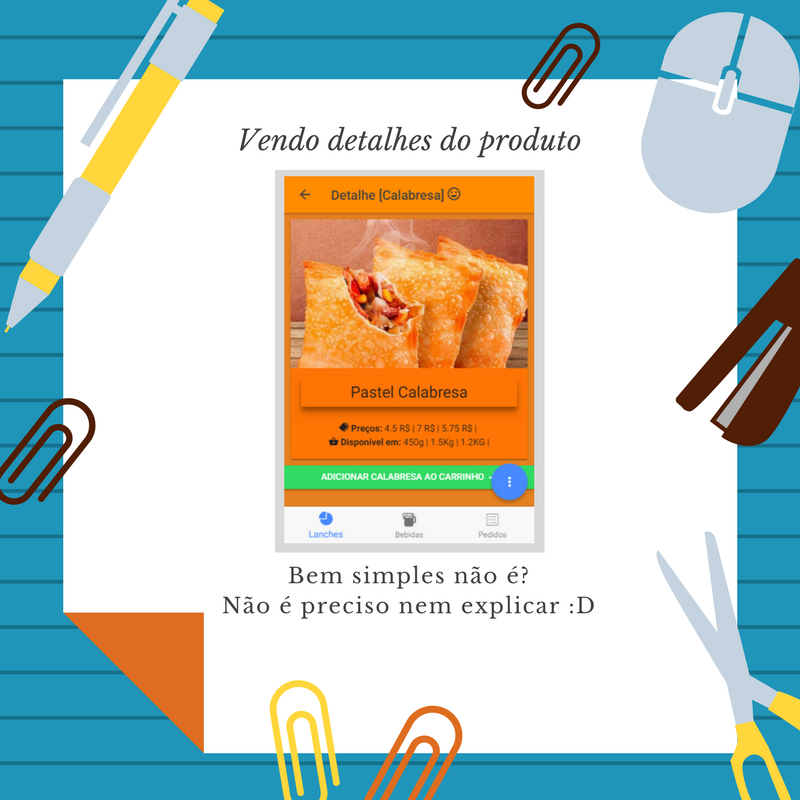 Vendo detalhes do produto
Detalhe [Calabresa]
Pastel Calabresa
Preços: 4.5 R$ | 7 R$ | 5.75 R$ |
Disponível em: 450g | 1.5Kg | 1.2KG |
ADICIONAR CALABRESA AO CARRINHO
Lanches Bebidas Pedidos
Bem simples não é?
Não é preciso nem explicar :D